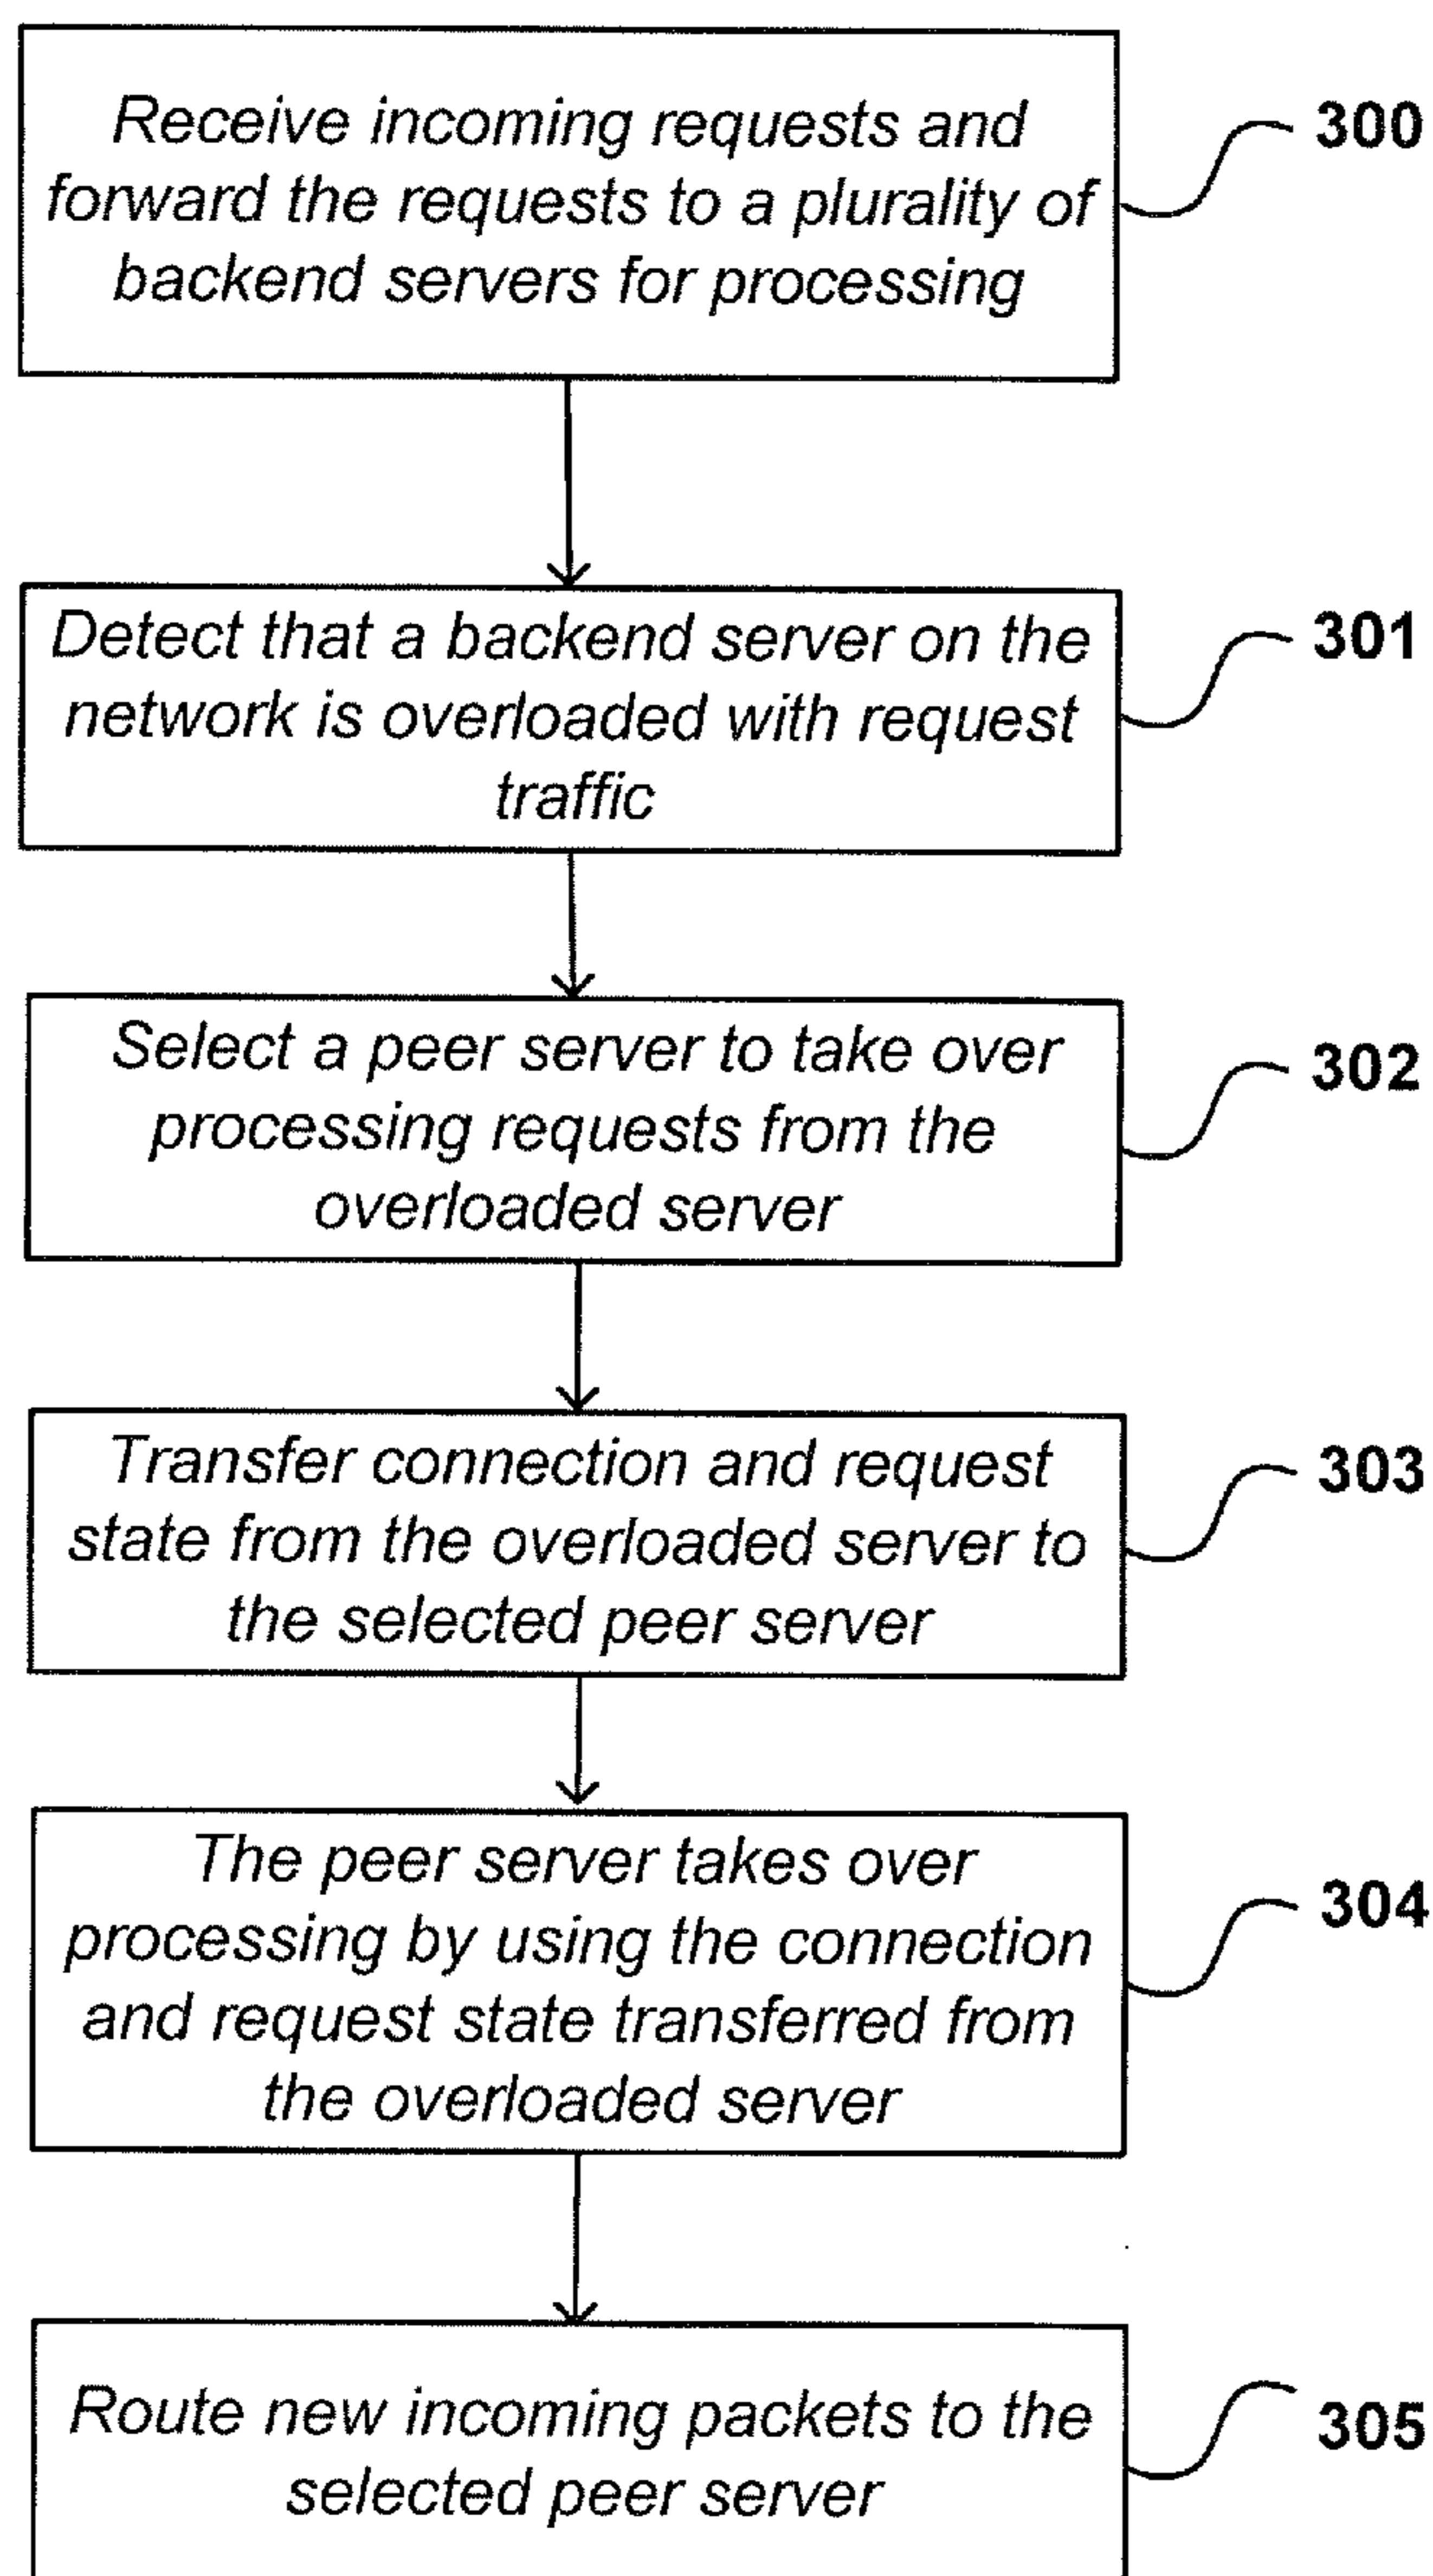 Receive incoming requests and
forward the requests to a plurality of
backend servers for processing
300
Detect that a backend server on the
network is overloaded with request
traffic
301
Select a peer server to take over
processing requests from the
overloaded server
302
Transfer connection and request
state from the overloaded server to
the selected peer server
303
The peer server takes over
processing by using the connection
and request state transferred from
the overloaded server
304
Route new incoming packets to the
selected peer server
305